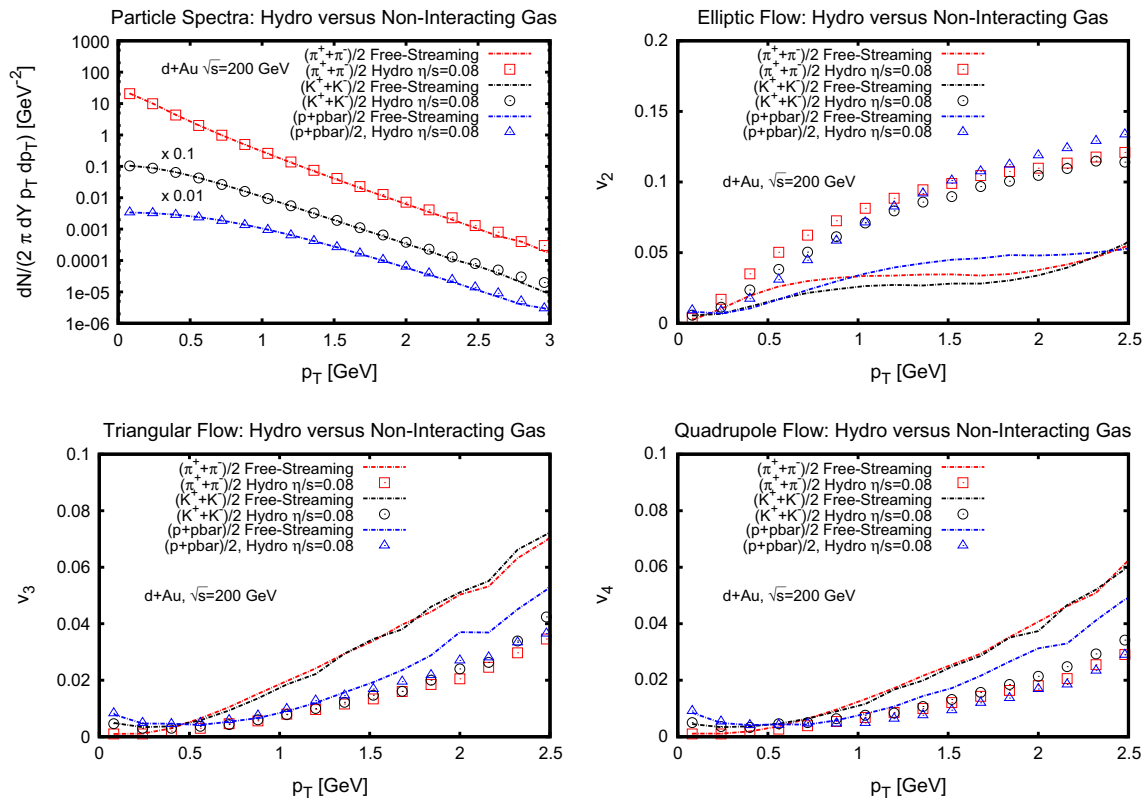 Particle Spectra: Hydro versus Non-Interacting Gas
dN/(2 π dY p_T dp_T) [GeV^-2]
1000
100
10
1
0.1
0.01
0.001
0.0001
1e-05
1e-06
d+Au √s=200 GeV
(π^++π^-)/2 Free-Streaming
(π^++π^-)/2 Hydro η/s=0.08
(K^++K^-)/2 Free-Streaming
(K^++K^-)/2 Hydro η/s=0.08
(p+pbar)/2 Free-Streaming
(p+pbar)/2, Hydro η/s=0.08
x 0.1
x 0.01
0 0.5 1 1.5 2 2.5 3
p_T [GeV]
Elliptic Flow: Hydro versus Non-Interacting Gas
v_2
0.2
0.15
0.1
0.05
0
(π^++π^-)/2 Free-Streaming
(π^++π^-)/2 Hydro η/s=0.08
(K^++K^-)/2 Free-Streaming
(K^++K^-)/2 Hydro η/s=0.08
(p+pbar)/2 Free-Streaming
(p+pbar)/2, Hydro η/s=0.08
d+Au, √s=200 GeV
0 0.5 1 1.5 2 2.5
p_T [GeV]
Triangular Flow: Hydro versus Non-Interacting Gas
v_3
0.1
0.08
0.06
0.04
0.02
0
(π^++π^-)/2 Free-Streaming
(π^++π^-)/2 Hydro η/s=0.08
(K^++K^-)/2 Free-Streaming
(K^++K^-)/2 Hydro η/s=0.08
(p+pbar)/2 Free-Streaming
(p+pbar)/2, Hydro η/s=0.08
d+Au, √s=200 GeV
0 0.5 1 1.5 2 2.5
p_T [GeV]
Quadrupole Flow: Hydro versus Non-Interacting Gas
v_4
0.1
0.08
0.06
0.04
0.02
0
(π^++π^-)/2 Free-Streaming
(π^++π^-)/2 Hydro η/s=0.08
(K^++K^-)/2 Free-Streaming
(K^++K^-)/2 Hydro η/s=0.08
(p+pbar)/2 Free-Streaming
(p+pbar)/2, Hydro η/s=0.08
d+Au, √s=200 GeV
0 0.5 1 1.5 2 2.5
p_T [GeV]